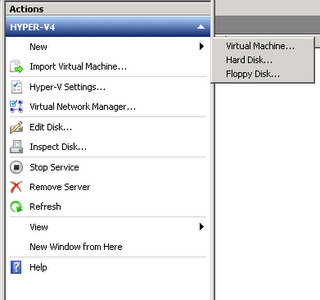 Actions
HYPER-V4
New
Virtual Machine...
Hard Disk...
Floppy Disk...
Import Virtual Machine...
Hyper-V Settings...
Virtual Network Manager...
Edit Disk...
Inspect Disk...
Stop Service
Remove Server
Refresh
View
New Window from Here
Help